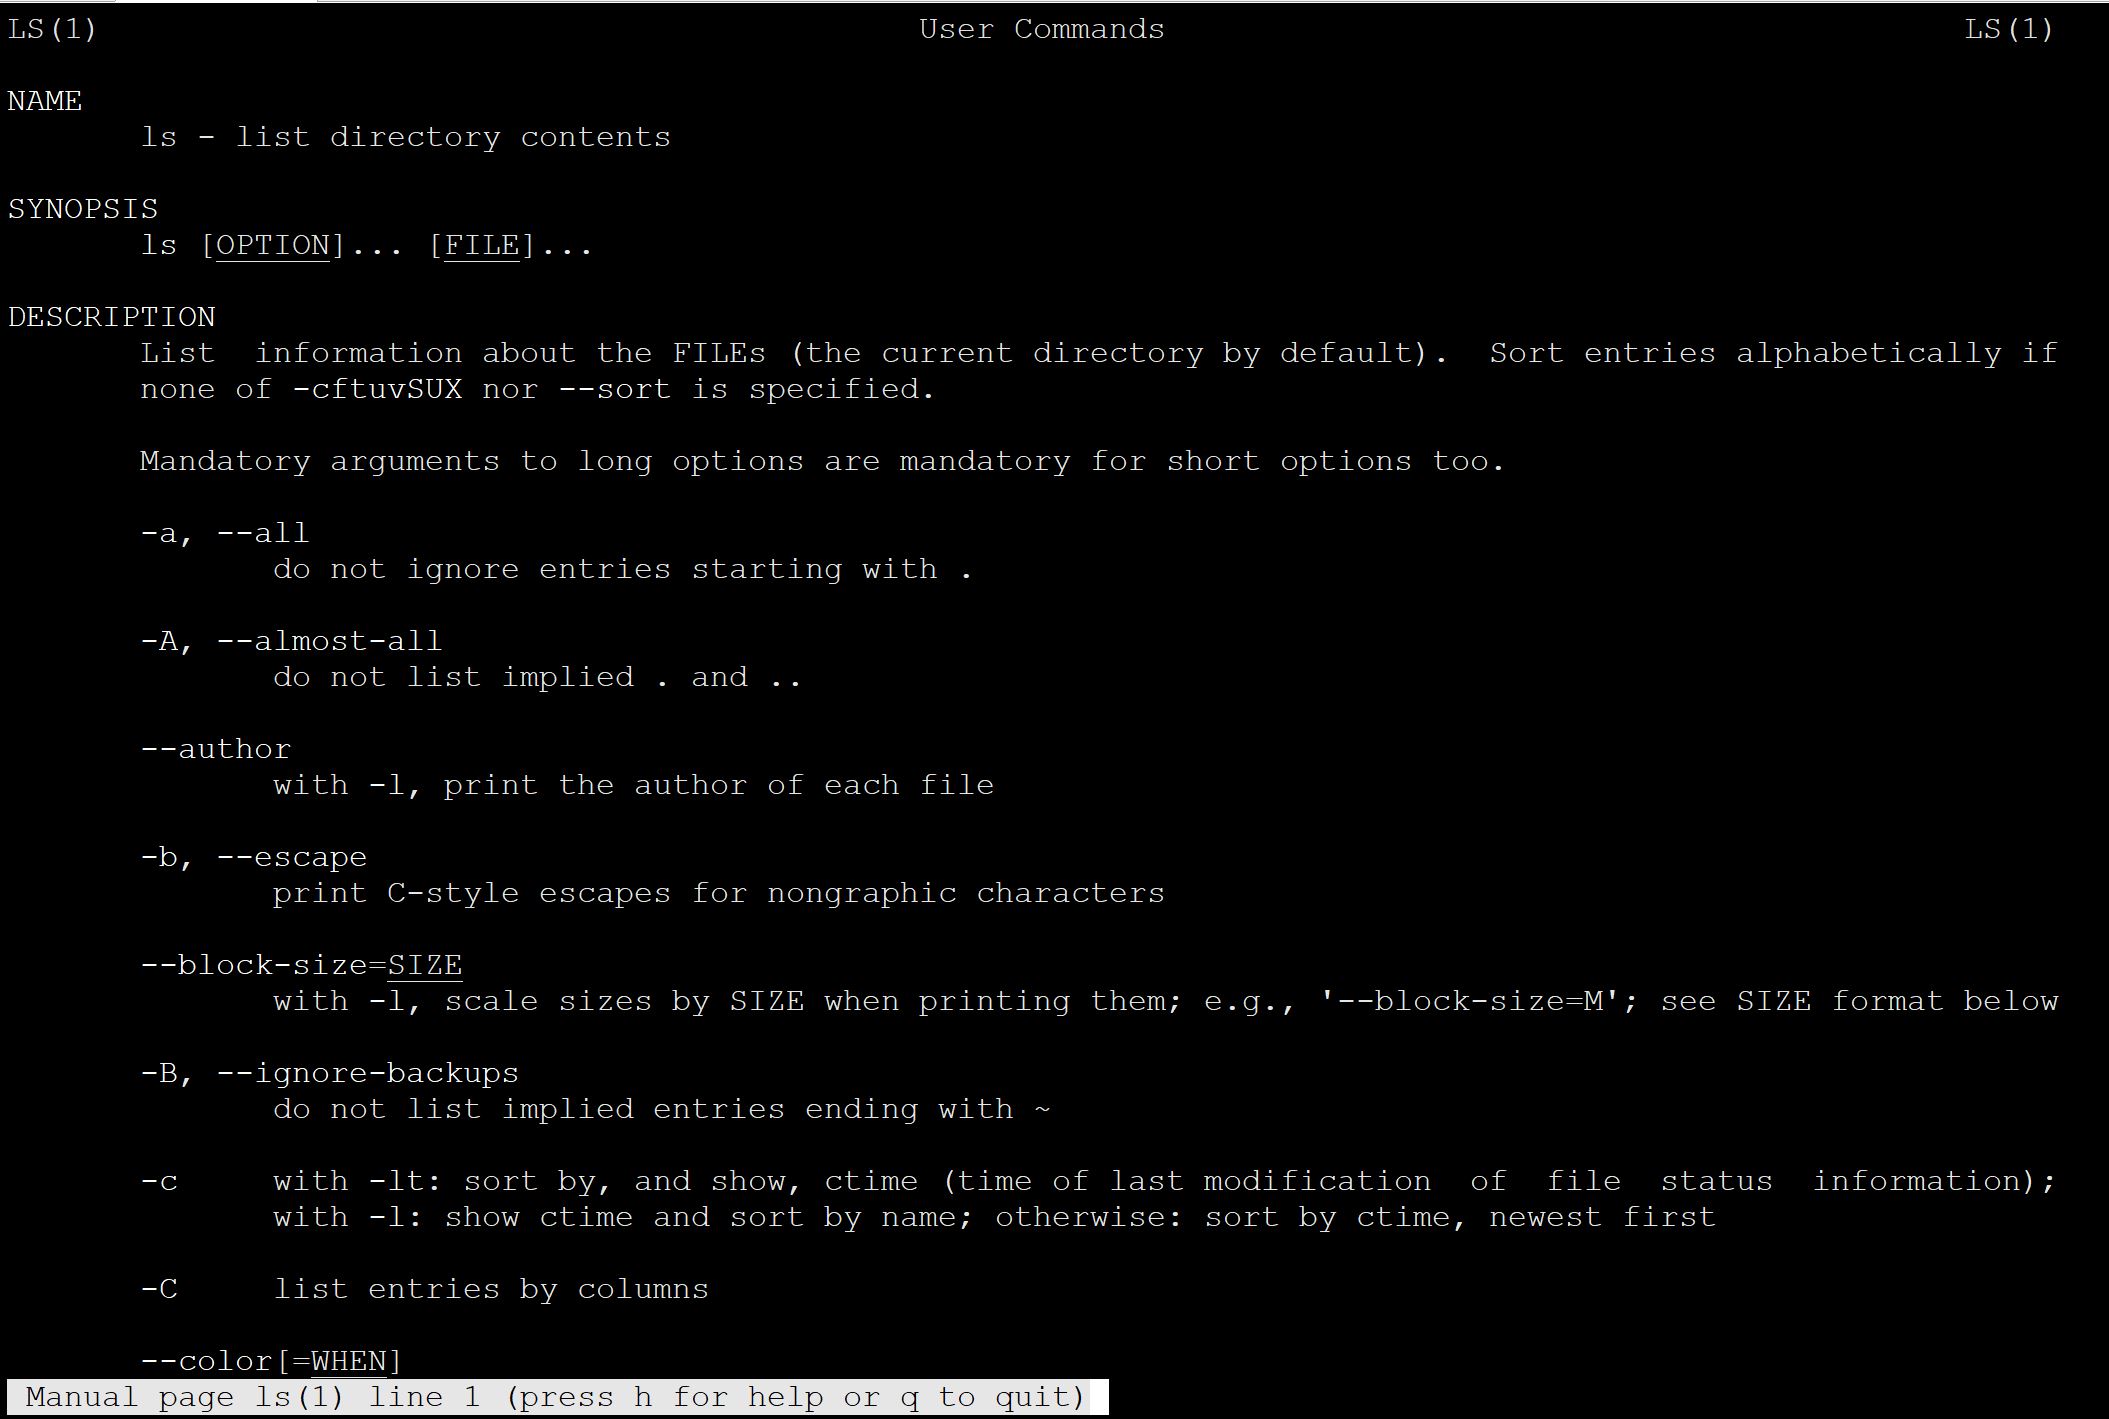 LS(1) User Commands LS(1)
NAME
ls - list directory contents
SYNOPSIS
ls [OPTION]... [FILE]...
DESCRIPTION
List information about the FILEs (the current directory by default). Sort entries alphabetically if
none of -cftuvSUX nor --sort is specified.
Mandatory arguments to long options are mandatory for short options too.
-a, --all
do not ignore entries starting with .
-A, --almost-all
do not list implied . and ..
--author
with -l, print the author of each file
-b, --escape
print C-style escapes for nongraphic characters
--block-size=SIZE
with -l, scale sizes by SIZE when printing them; e.g., '--block-size=M'; see SIZE format below
-B, --ignore-backups
do not list implied entries ending with ~
-c with -lt: sort by, and show, ctime (time of last modification of file status information);
with -l: show ctime and sort by name; otherwise: sort by ctime, newest first
-C list entries by columns
--color[=WHEN]
Manual page ls(1) line 1 (press h for help or q to quit)